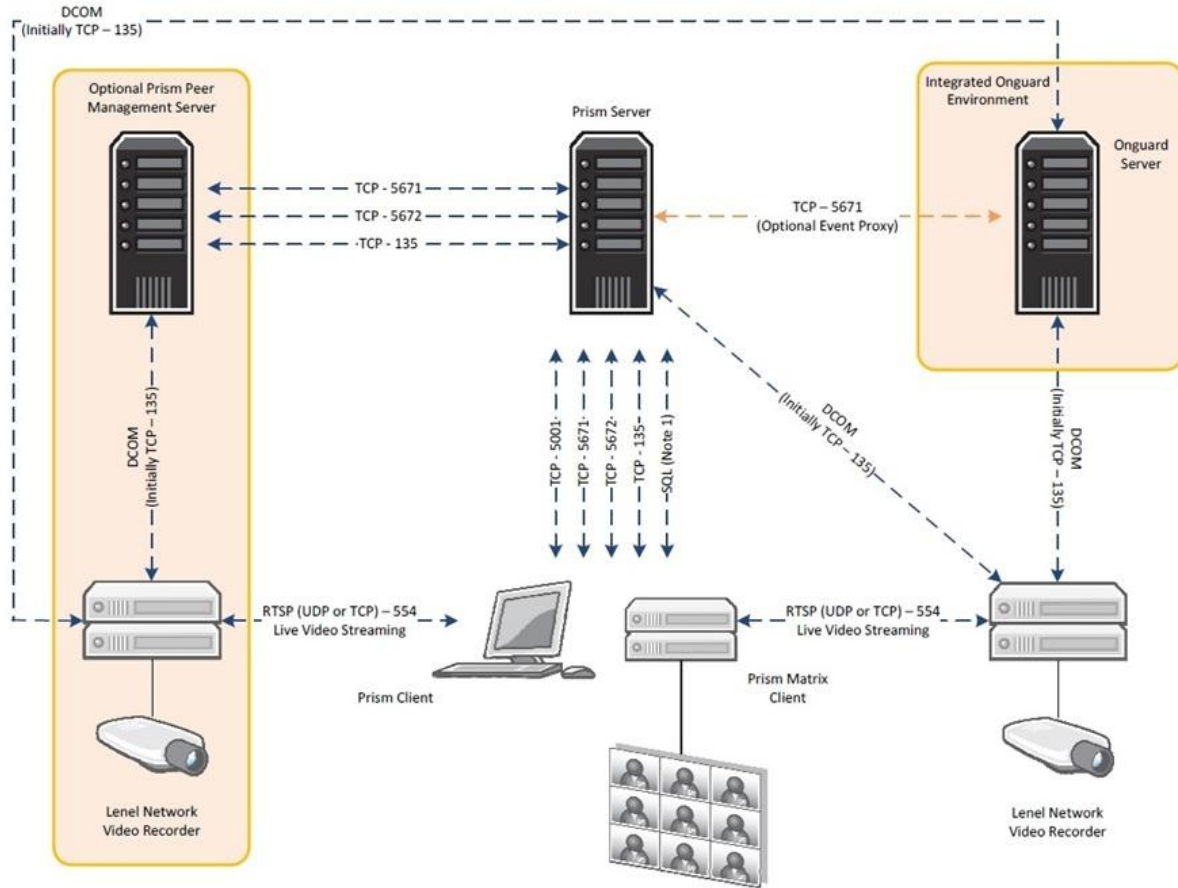 DCOM
(Initially TCP – 135)
Optional Prism Peer
Management Server
Prism Server
Integrated Onguard
Environment
Onguard
Server
TCP - 5671
TCP - 5672
TCP - 135
TCP – 5671
(Optional Event Proxy)
DCOM
(Initially TCP – 135)
TCP - 5001
TCP - 5671
TCP - 5672
TCP - 135
SQL (Note 1)
DCOM
(Initially TCP - 135)
DCOM
(Initially TCP – 135)
RTSP (UDP or TCP) – 554
Live Video Streaming
RTSP (UDP or TCP) – 554
Live Video Streaming
Prism Client
Prism Matrix
Client
Lenel Network
Video Recorder
Lenel Network
Video Recorder